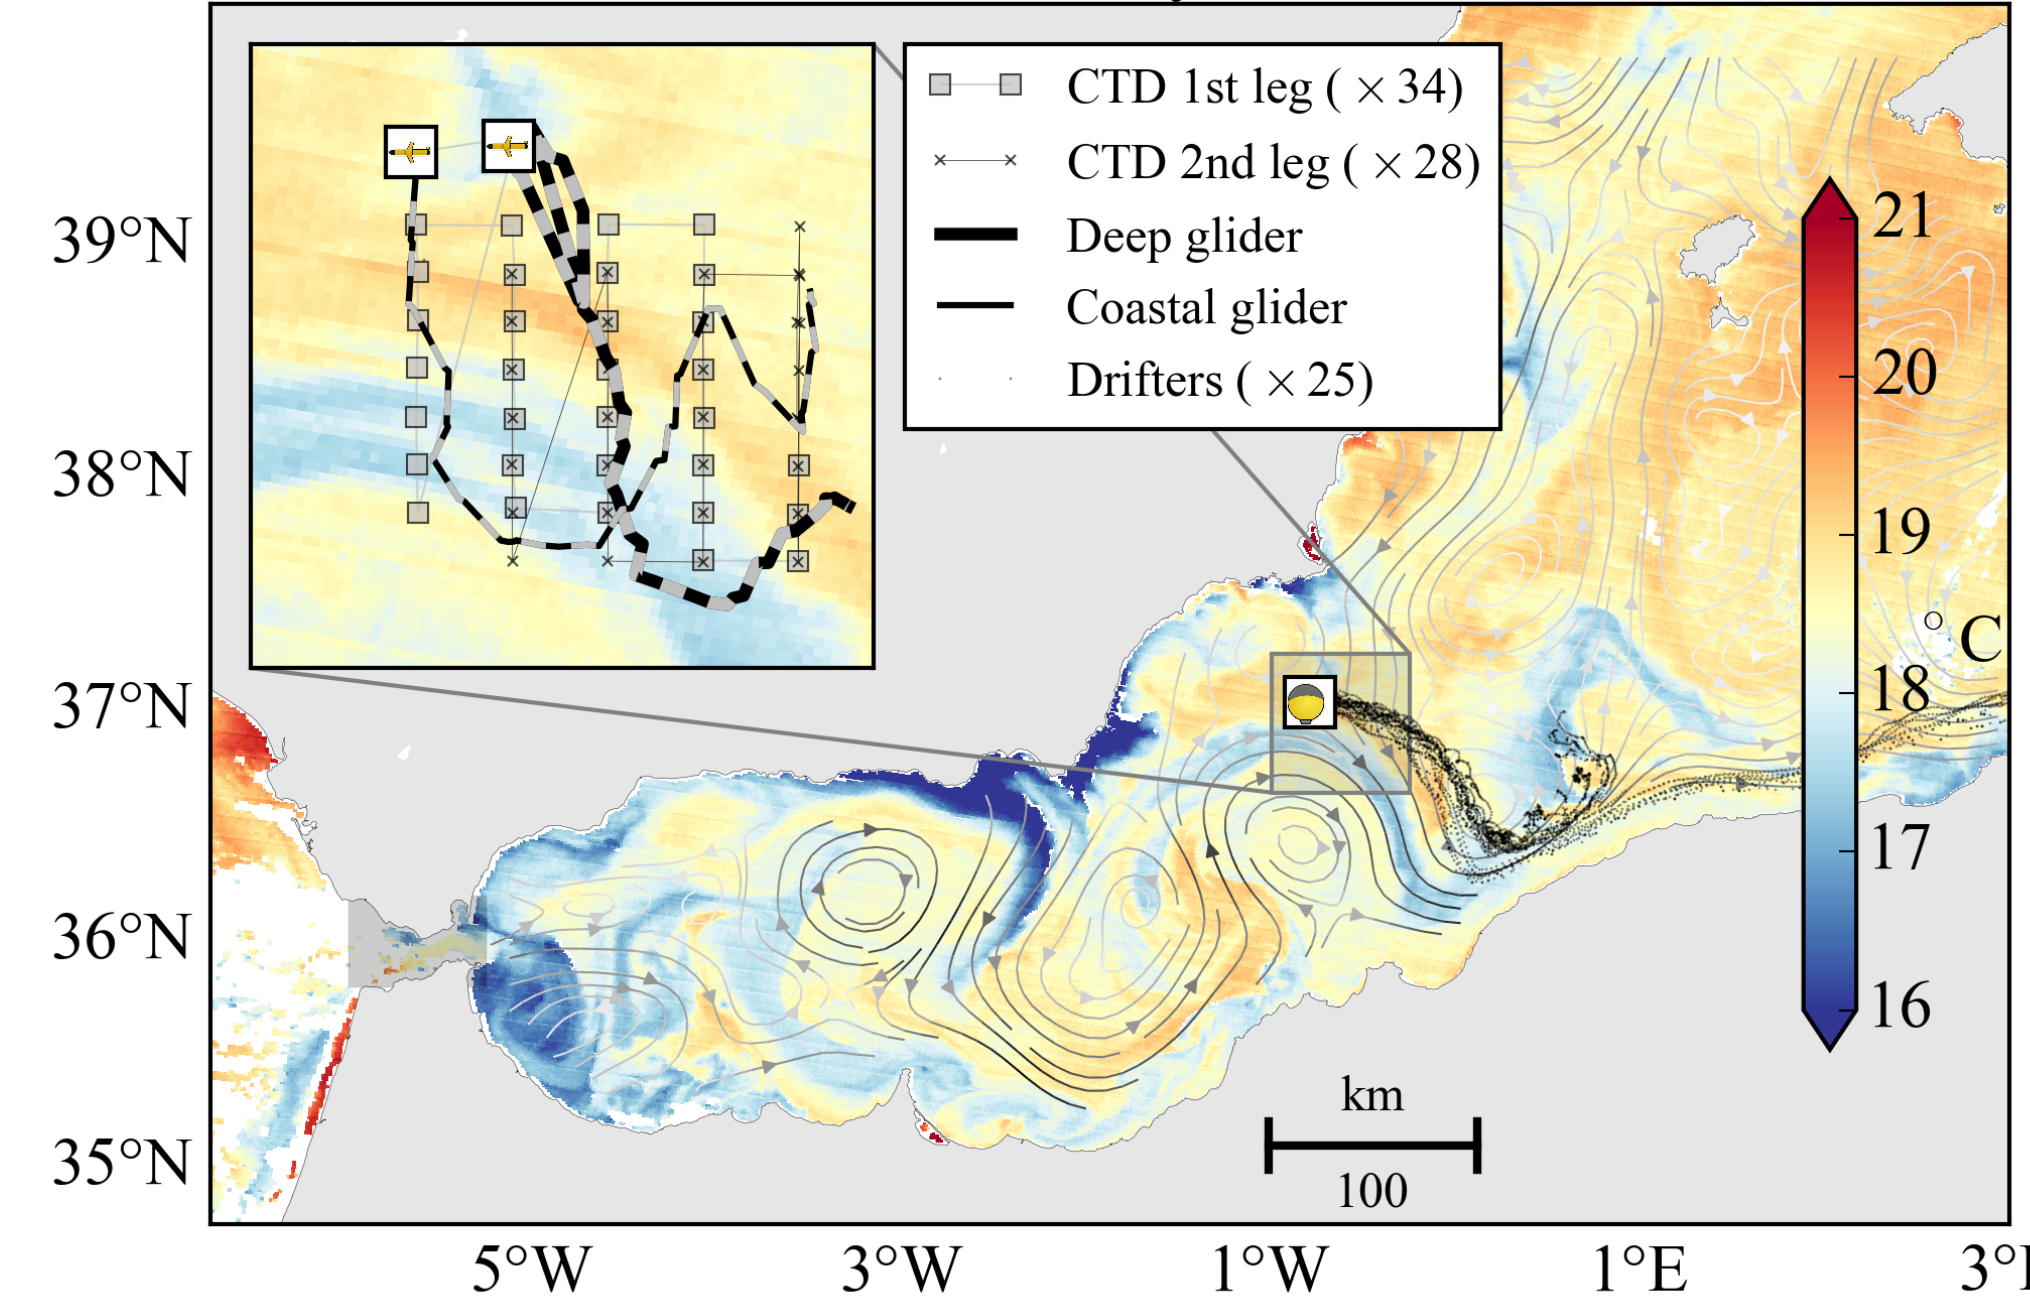 CTD 1st leg ( × 34)
CTD 2nd leg ( × 28)
Deep glider
Coastal glider
Drifters ( × 25)
39°N
38°N
37°N
36°N
35°N
21
20
19
° C
18
17
16
km
100
5°W
3°W
1°W
1°E